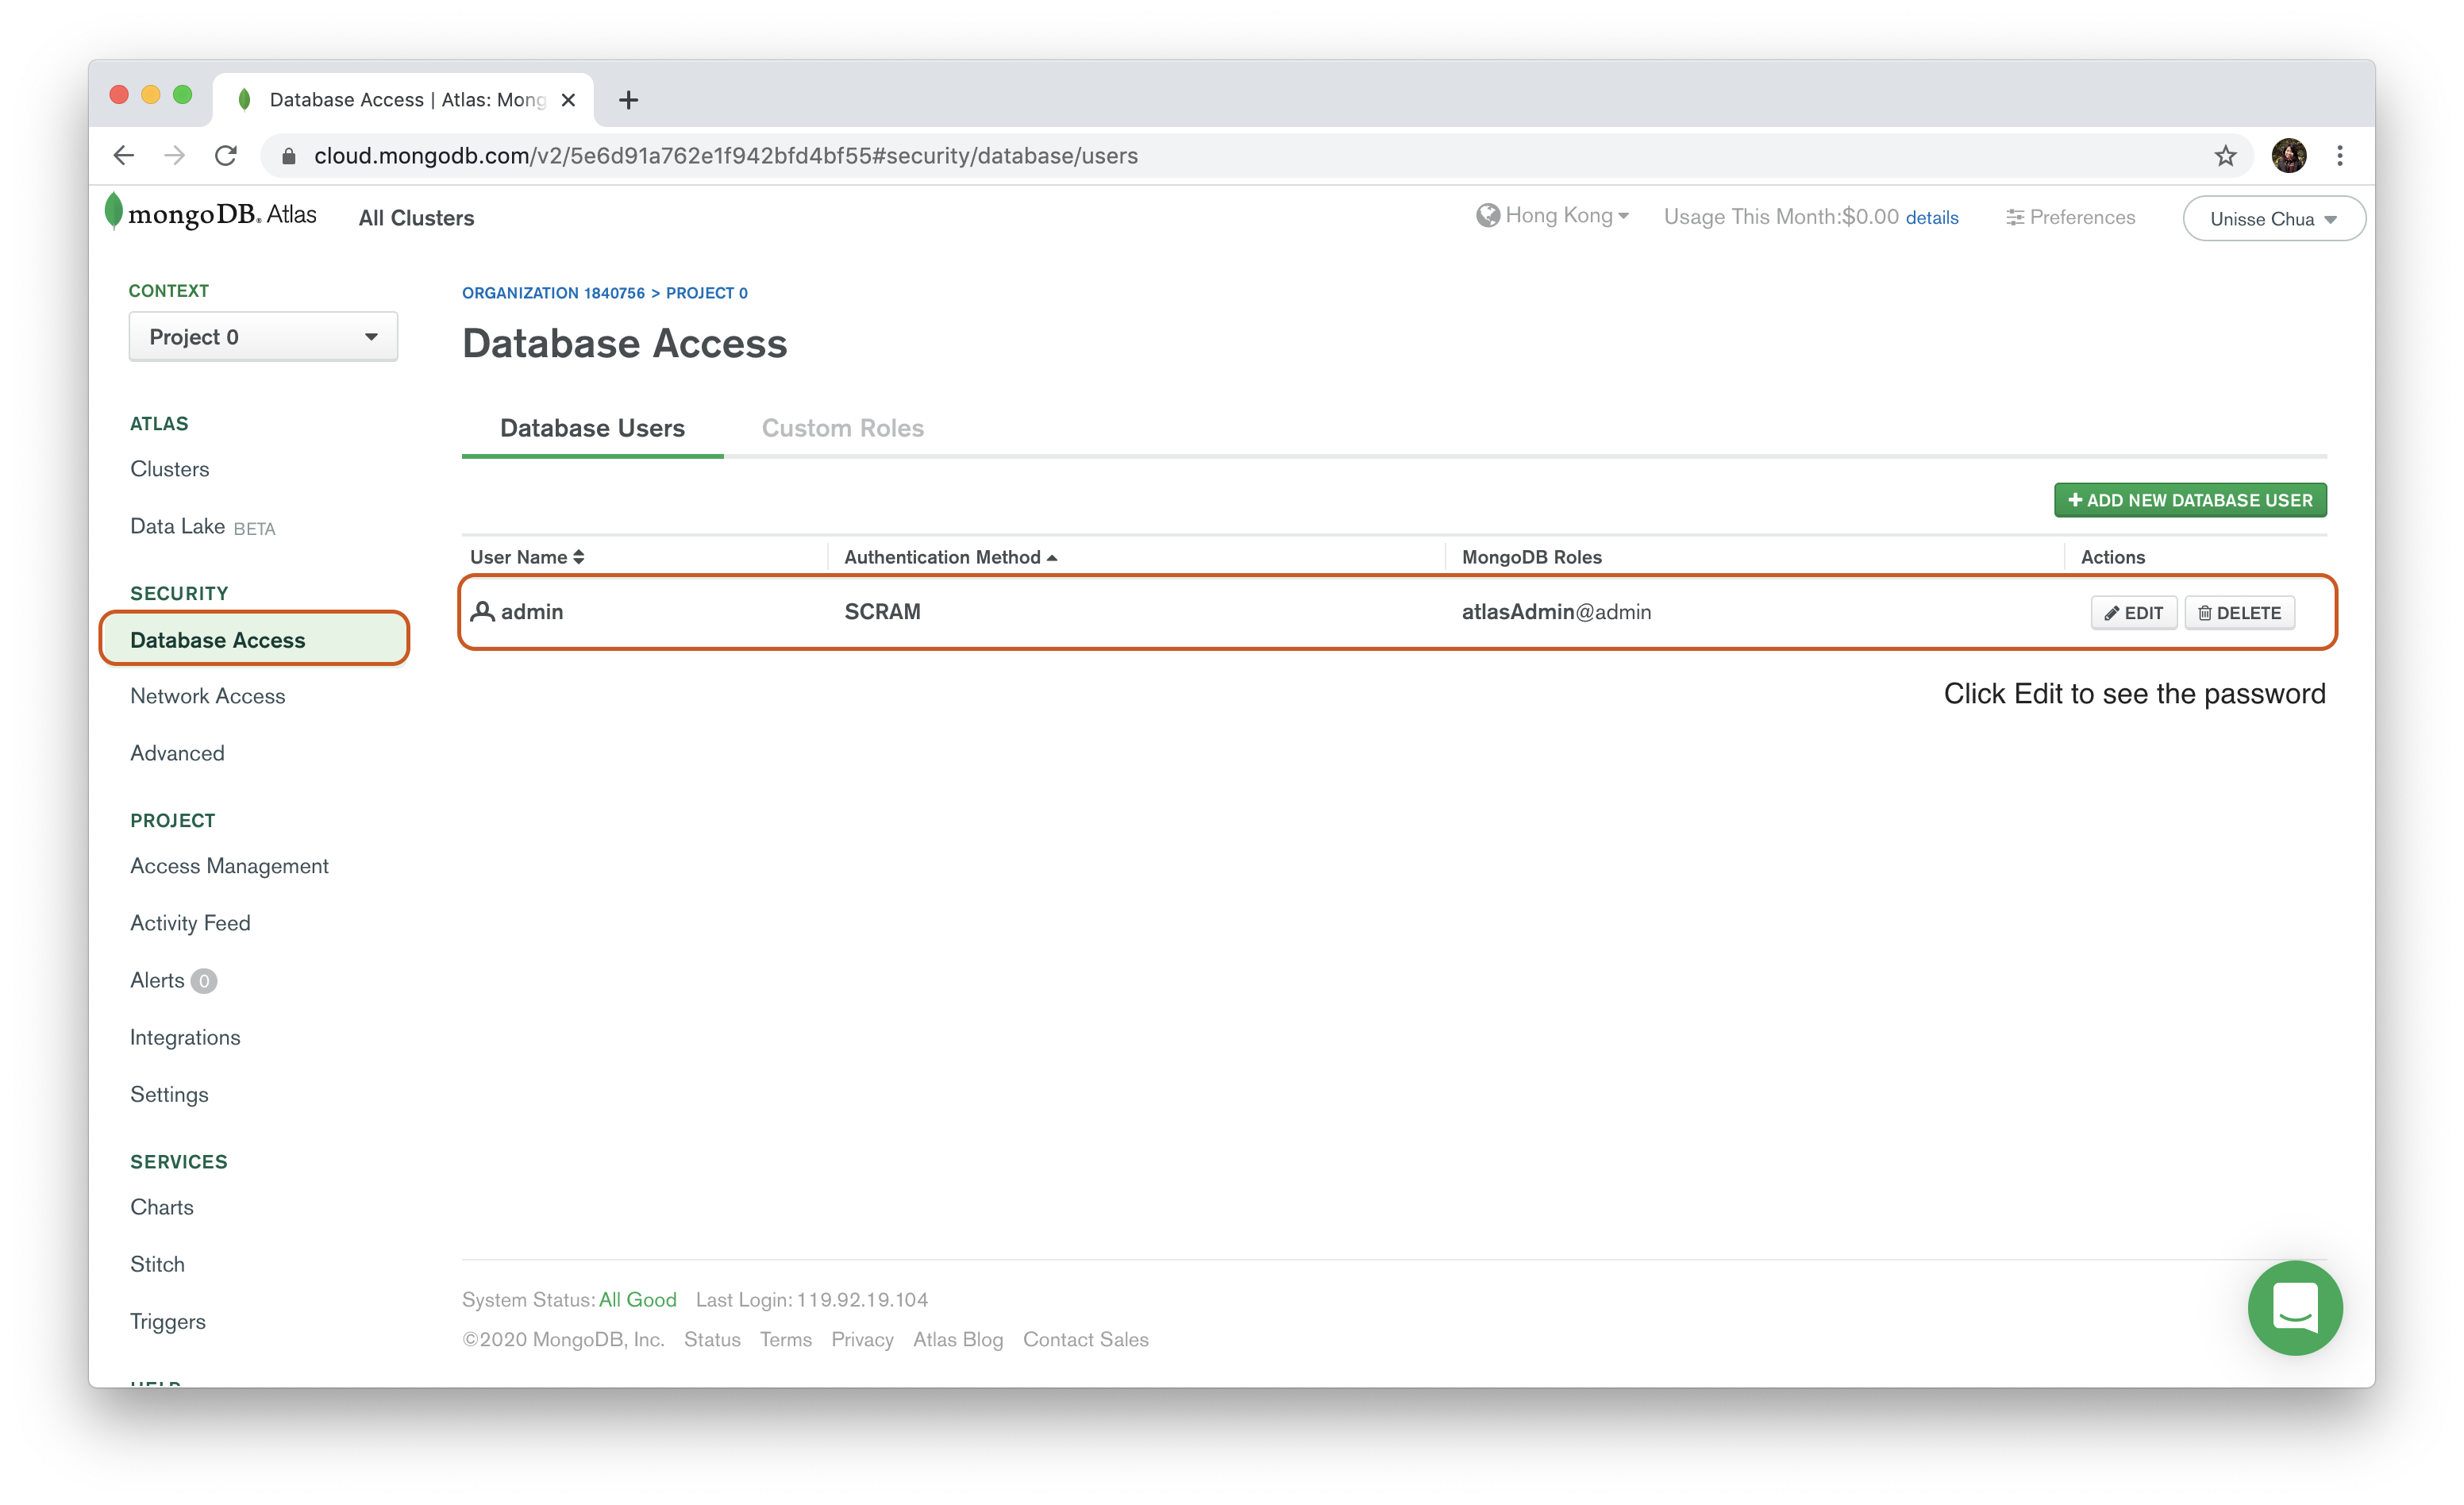 Database Access | Atlas: Mong
cloud.mongodb.com/v2/5e6d91a762e1f942bfd4bf55#security/database/users
mongoDB. Atlas
All Clusters
Hong Kong
Usage This Month:$0.00 details
Preferences
Unisse Chua
CONTEXT
Project 0
ATLAS
Clusters
Data Lake BETA
SECURITY
Database Access
Network Access
Advanced
PROJECT
Access Management
Activity Feed
Alerts 0
Integrations
Settings
SERVICES
Charts
Stitch
Triggers
HELP
ORGANIZATION 1840756 > PROJECT 0
Database Access
Database Users
Custom Roles
+ ADD NEW DATABASE USER
User Name Authentication Method MongoDB Roles Actions
admin SCRAM atlasAdmin@admin EDIT DELETE
Click Edit to see the password
System Status: All Good Last Login: 119.92.19.104
©2020 MongoDB, Inc. Status Terms Privacy Atlas Blog Contact Sales